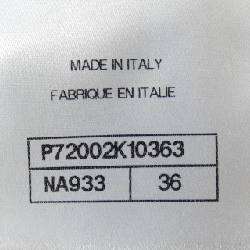 MADE IN ITALY
FABRIQUE EN ITALIE
P72002K10363
NA933 36